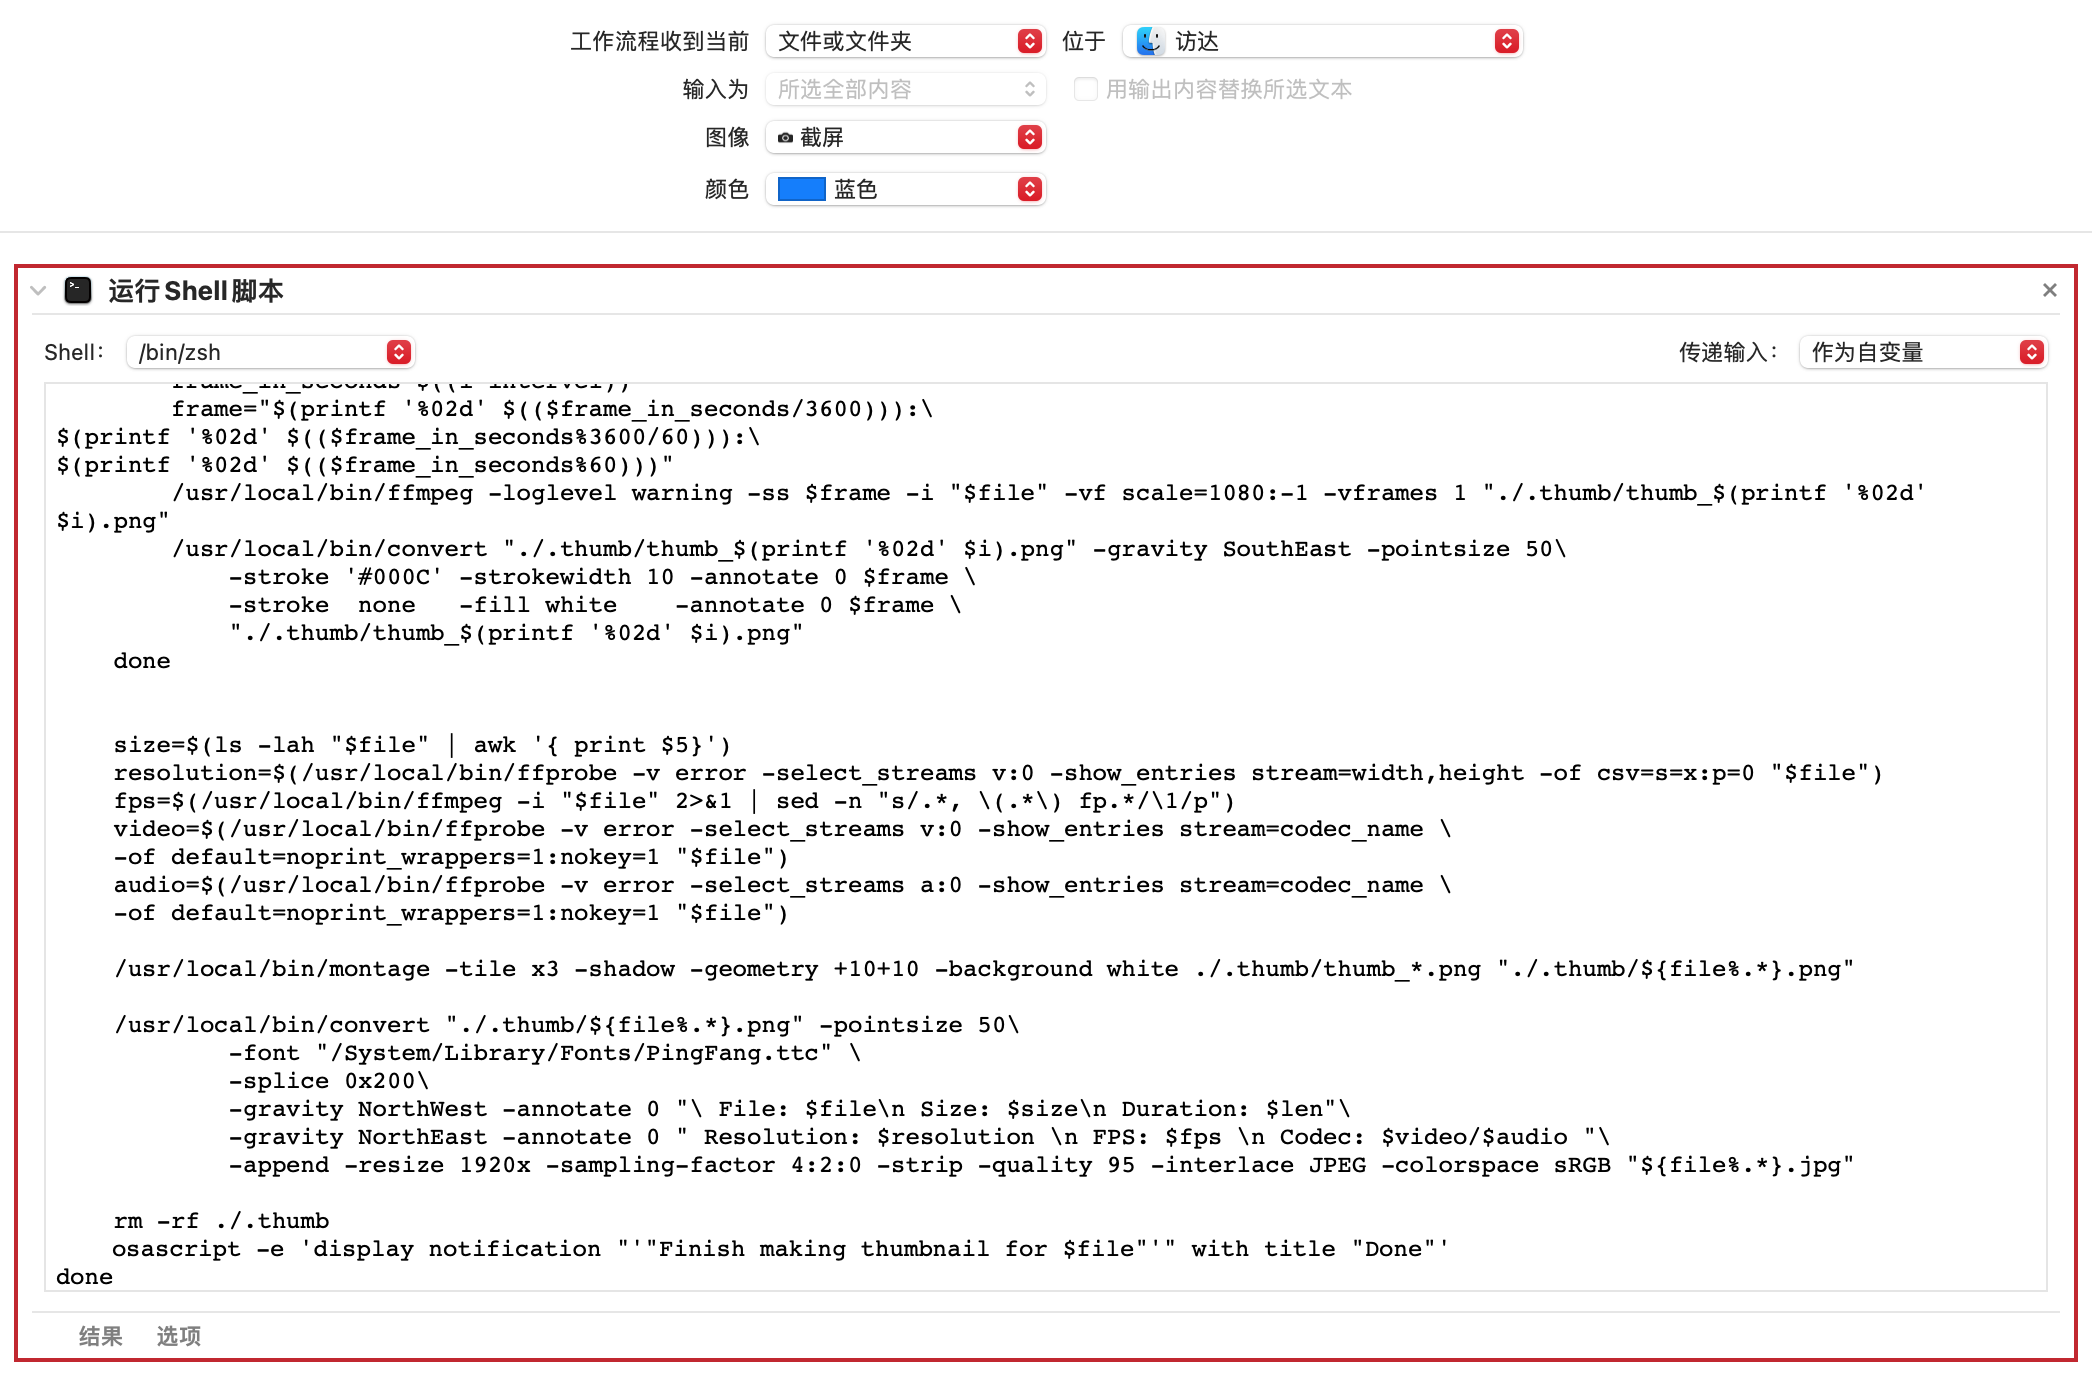 工作流程收到当前 文件或文件夹 位于 访达
输入为 所选全部内容 用输出内容替换所选文本
图像 截屏
颜色 蓝色
运行 Shell 脚本
Shell： /bin/zsh 传递输入： 作为自变量
frame="$(printf '%02d' $(($frame_in_seconds/3600))):\
$(printf '%02d' $(($frame_in_seconds%3600/60))):\
$(printf '%02d' $(($frame_in_seconds%60)))"
/usr/local/bin/ffmpeg -loglevel warning -ss $frame -i "$file" -vf scale=1080:-1 -vframes 1 "./.thumb/thumb_$(printf '%02d'
$i).png"
/usr/local/bin/convert "./.thumb/thumb_$(printf '%02d' $i).png" -gravity SouthEast -pointsize 50\
-stroke '#000C' -strokewidth 10 -annotate 0 $frame \
-stroke  none   -fill white    -annotate 0 $frame \
"./.thumb/thumb_$(printf '%02d' $i).png"
done
size=$(ls -lah "$file" | awk '{ print $5}')
resolution=$(/usr/local/bin/ffprobe -v error -select_streams v:0 -show_entries stream=width,height -of csv=s=x:p=0 "$file")
fps=$(/usr/local/bin/ffmpeg -i "$file" 2>&1 | sed -n "s/.*, \(.*\) fp.*/\1/p")
video=$(/usr/local/bin/ffprobe -v error -select_streams v:0 -show_entries stream=codec_name \
-of default=noprint_wrappers=1:nokey=1 "$file")
audio=$(/usr/local/bin/ffprobe -v error -select_streams a:0 -show_entries stream=codec_name \
-of default=noprint_wrappers=1:nokey=1 "$file")
/usr/local/bin/montage -tile x3 -shadow -geometry +10+10 -background white ./.thumb/thumb_*.png "./.thumb/${file%.*}.png"
/usr/local/bin/convert "./.thumb/${file%.*}.png" -pointsize 50\
-font "/System/Library/Fonts/PingFang.ttc" \
-splice 0x200\
-gravity NorthWest -annotate 0 "\ File: $file\n Size: $size\n Duration: $len"\
-gravity NorthEast -annotate 0 " Resolution: $resolution \n FPS: $fps \n Codec: $video/$audio "\
-append -resize 1920x -sampling-factor 4:2:0 -strip -quality 95 -interlace JPEG -colorspace sRGB "${file%.*}.jpg"
rm -rf ./.thumb
osascript -e 'display notification "'"Finish making thumbnail for $file"'" with title "Done"'
done
结果 选项